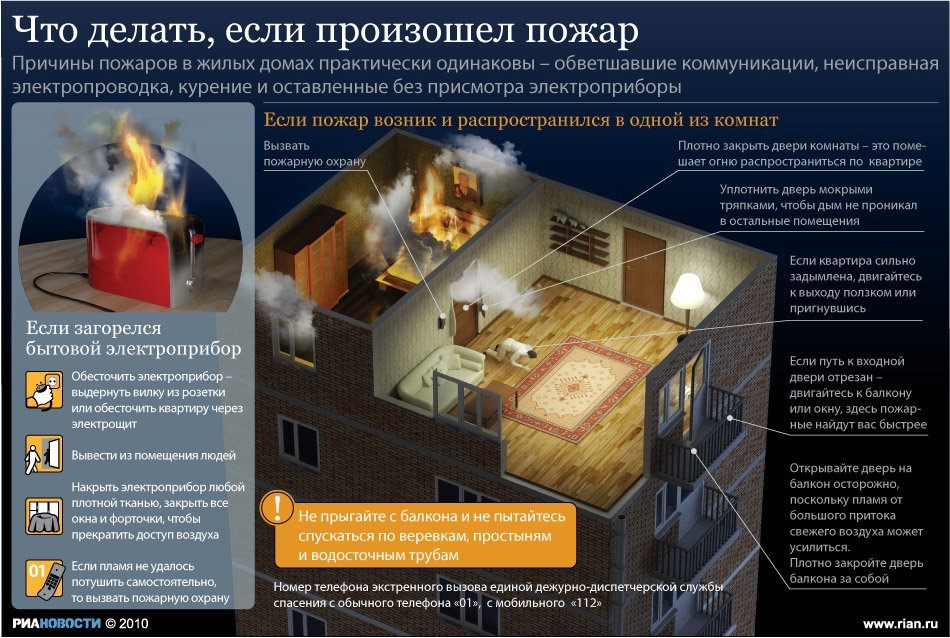 Что делать, если произошел пожар
Причины пожаров в жилых домах практически одинаковы – обветшавшие коммуникации, неисправная
электропроводка, курение и оставленные без присмотра электроприборы
Если загорелся
бытовой электроприбор
Обесточить электроприбор –
выдернуть вилку из розетки
или обесточить квартиру через
электрощит
Вывести из помещения людей
Накрыть электроприбор любой
плотной тканью, закрыть все
окна и форточки, чтобы
прекратить доступ воздуха
01
Если пламя не удалось
потушить самостоятельно,
то вызвать пожарную охрану
Если пожар возник и распространился в одной из комнат
Вызвать
пожарную охрану
Плотно закрыть двери комнаты – это поме-
шает огню распространиться по квартире
Уплотнить дверь мокрыми
тряпками, чтобы дым не проникал
в остальные помещения
Если квартира сильно
задымлена, двигайтесь
к выходу ползком или
пригнувшись
Если путь к входной
двери отрезан –
двигайтесь к балкону
или окну, здесь пожар-
ные найдут вас быстрее
Открывайте дверь на
балкон осторожно,
поскольку пламя от
большого притока
свежего воздуха может
усилиться.
Плотно закройте дверь
балкона за собой
!
Не прыгайте с балкона и не пытайтесь
спускаться по веревкам, простыням
и водосточным трубам
Номер телефона экстренного вызова единой дежурно-диспетчерской службы
спасения с обычного телефона «01», с мобильного «112»
РИАНОВОСТИ © 2010
www.rian.ru